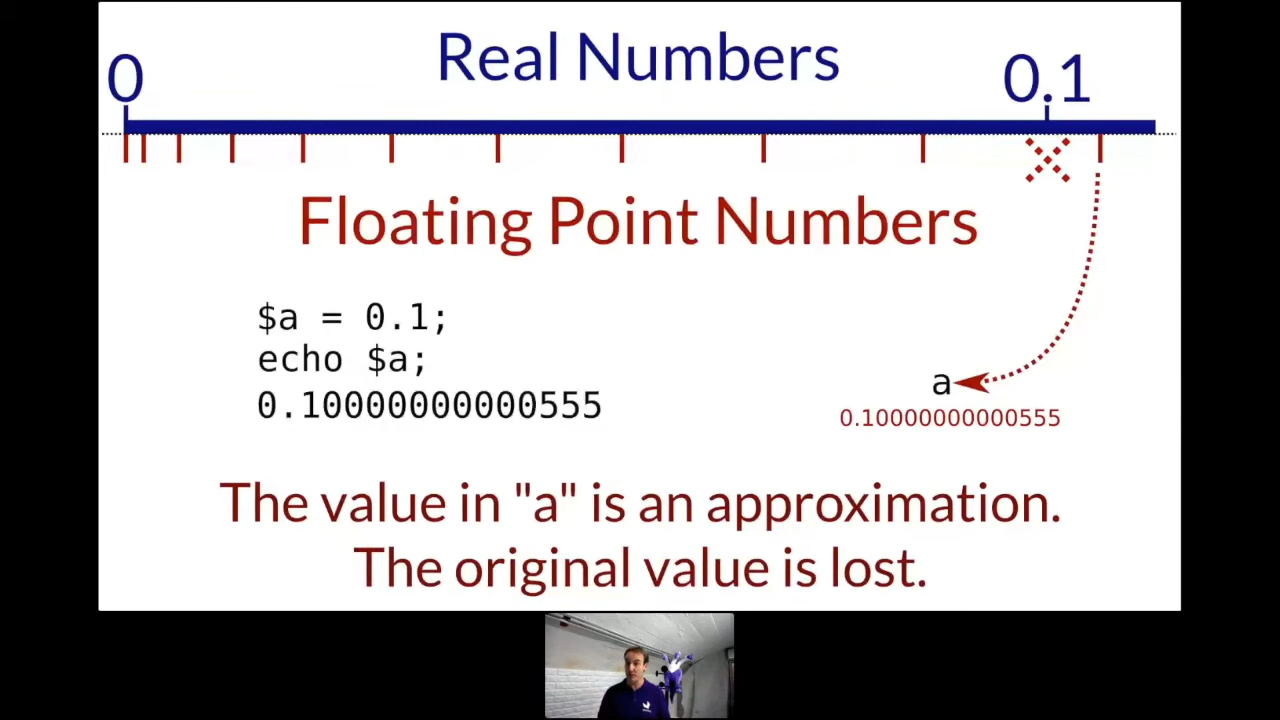 Real Numbers
0
0.1
Floating Point Numbers
$a = 0.1;
echo $a;
0.10000000000555
a
0.10000000000555
The value in "a" is an approximation.
The original value is lost.